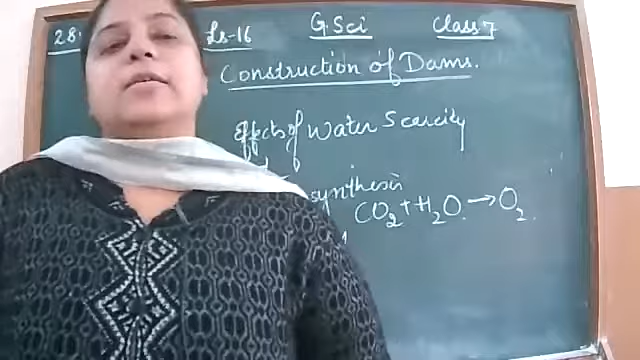 28. Ls-16 G.Sci Class 7
Construction of Dams.
Effects of Water Scarcity
synthesis
CO₂ + H₂O. → O₂.